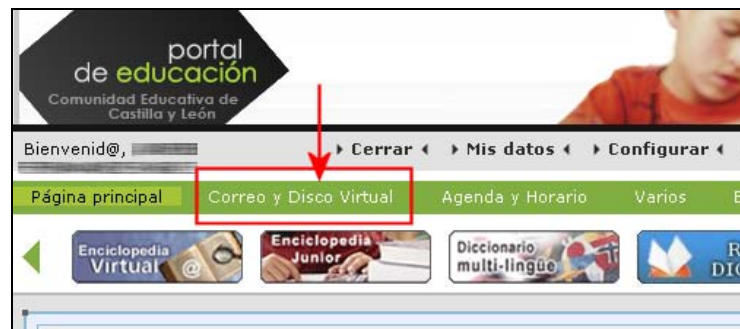 portal
de educación
Comunidad Educativa de
Castilla y León
Bienvenid@,
Cerrar Mis datos Configurar
Página principal Correo y Disco Virtual Agenda y Horario Varios
Enciclopedia
Virtual
@
Enciclopedia
Junior
Diccionario
multi-lingüe